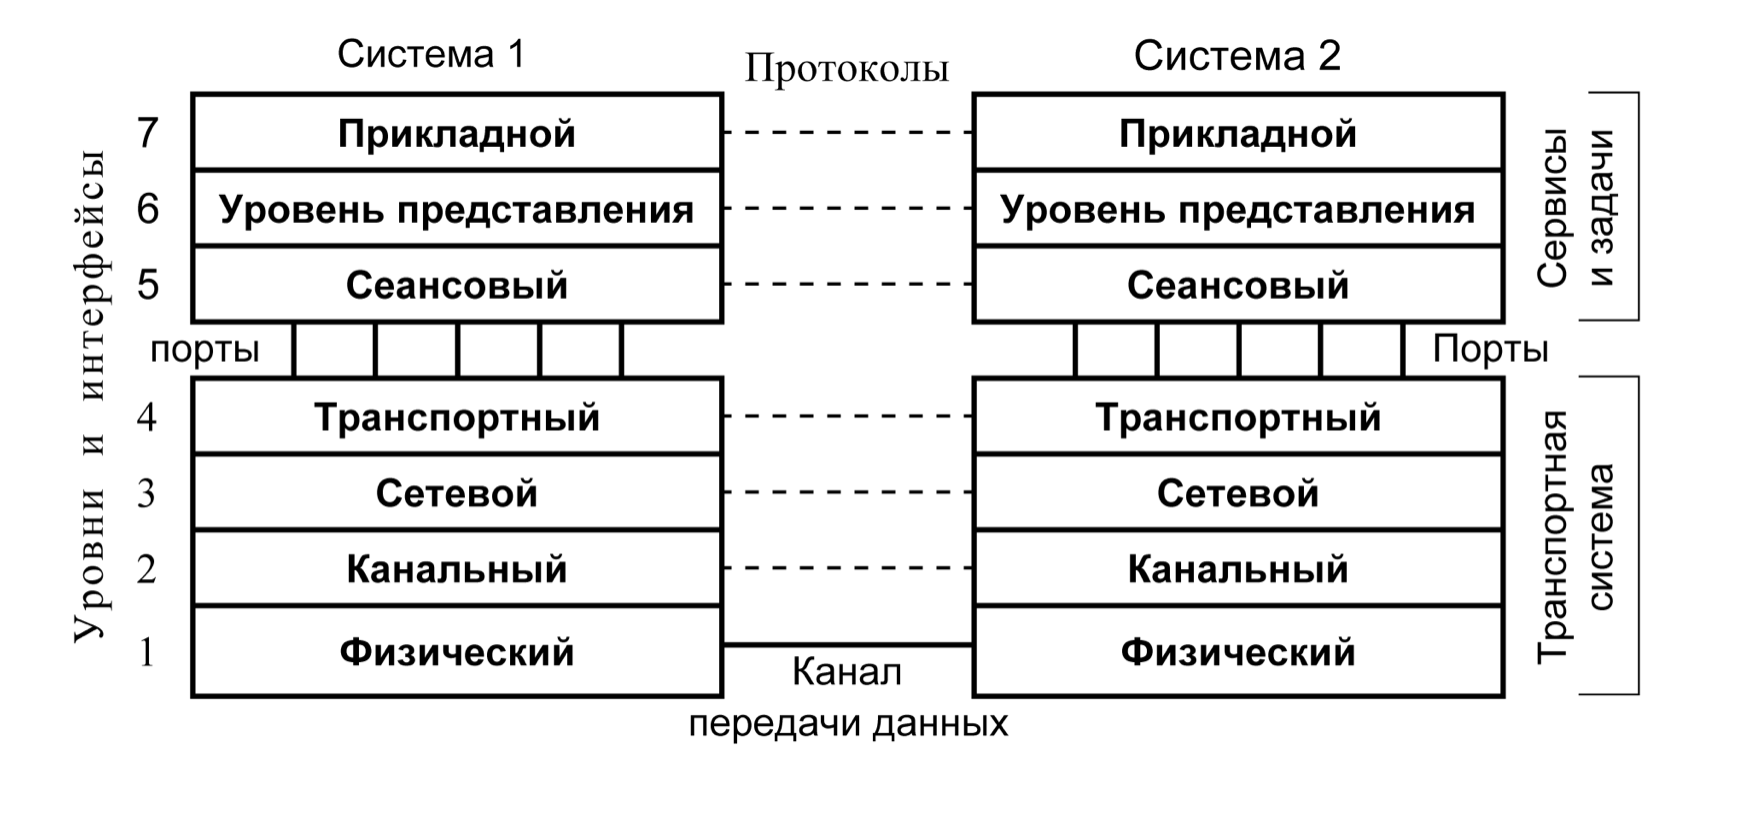 Система 1
Протоколы
Система 2
Уровни и интерфейсы
7
Прикладной
Прикладной
6
Уровень представления
Уровень представления
5
Сеансовый
Сеансовый
Сервисы
и задачи
порты
Порты
4
Транспортный
Транспортный
3
Сетевой
Сетевой
2
Канальный
Канальный
1
Физический
Физический
Транспортная
система
Канал
передачи данных